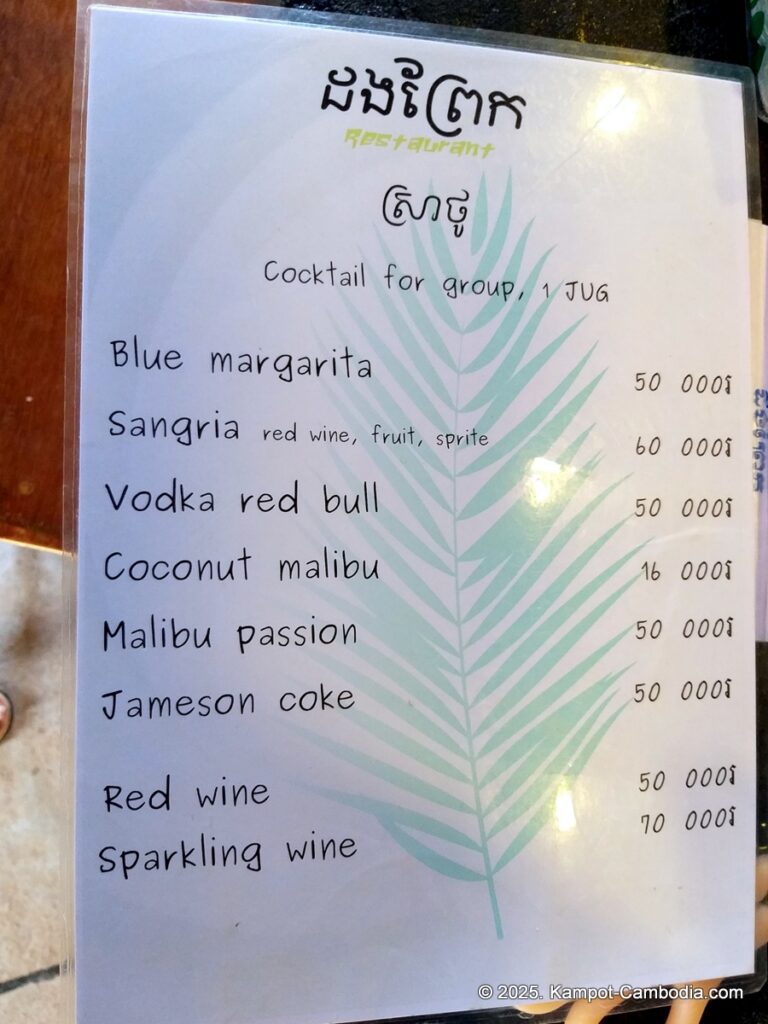 ដងព្រែក
Restaurant
ស្រាថូ
Cocktail for group, 1 JUG
Blue margarita 50 000៛
Sangria red wine, fruit, sprite 60 000៛
Vodka red bull 50 000៛
Coconut malibu 16 000៛
Malibu passion 50 000៛
Jameson coke 50 000៛
Red wine 50 000៛
Sparkling wine 70 000៛
© 2025. Kampot-Cambodia.com